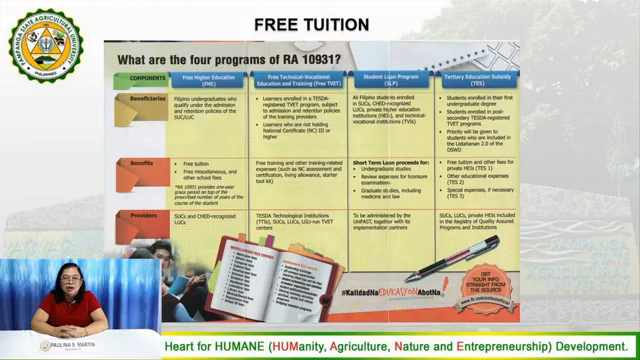 FREE TUITION
PAMPANGA STATE AGRICULTURAL UNIVERSITY
PHILIPPINES
What are the four programs of RA 10931?
COMPONENTS
Free Higher Education
(FHE)
Free Technical-Vocational
Education and Training (Free TVET)
Student Loan Program
(SLP)
Tertiary Education Subsidy
(TES)
Beneficiaries
Filipino undergraduates who
qualify under the admission
and retention policies of the
SUC/LUC
• Learners enrolled in a TESDA-
registered TVET program, subject
to admission and retention policies of
the training providers
• Learners who are not holding
National Certificate (NC) III or
higher
All Filipino students enrolled
in SUCs, CHED-recognized
LUCs, private higher education
institutions (HEIs), and technical-
vocational institutions (TVIs)
• Students enrolled in their first
undergraduate degree
• Students enrolled in post-
secondary TESDA-registered
TVET programs
• Priority will be given to
students who are included in
the Listahanan 2.0 of the
DSWD
Benefits
• Free tuition
• Free miscellaneous, and
other school fees
*RA 10931 provides one-year
grace period on top of the
prescribed number of years of the
course of the student
Free training and other training-related
expenses (such as NC assessment and
certification, living allowance, starter
tool kit)
Short Term Loan proceeds for:
• Undergraduate studies
• Review expenses for licensure
examination
• Graduate studies, including
medicine and law
• Free tuition and other fees for
private HEIs (TES 1)
• Other educational expenses
(TES 2)
• Special expenses, if necessary
(TES 3)
Providers
SUCs and CHED-recognized
LUCs
TESDA Technological Institutions
(TTIs), SUCs, LUCs, LGU-run TVET
centers
To be administered by the
UniFAST, together with its
implementation partners
SUCs, LUCs, private HEIs included
in the Registry of Quality Assured
Programs and Institutions
#KalidadNaEDUKASYONAbotNa
GET
YOUR INFO
STRAIGHT FROM
THE SOURCE
PAULINA S. MARTIN
Heart for HUMANE (HUManity, Agriculture, Nature and Entrepreneurship) Development.